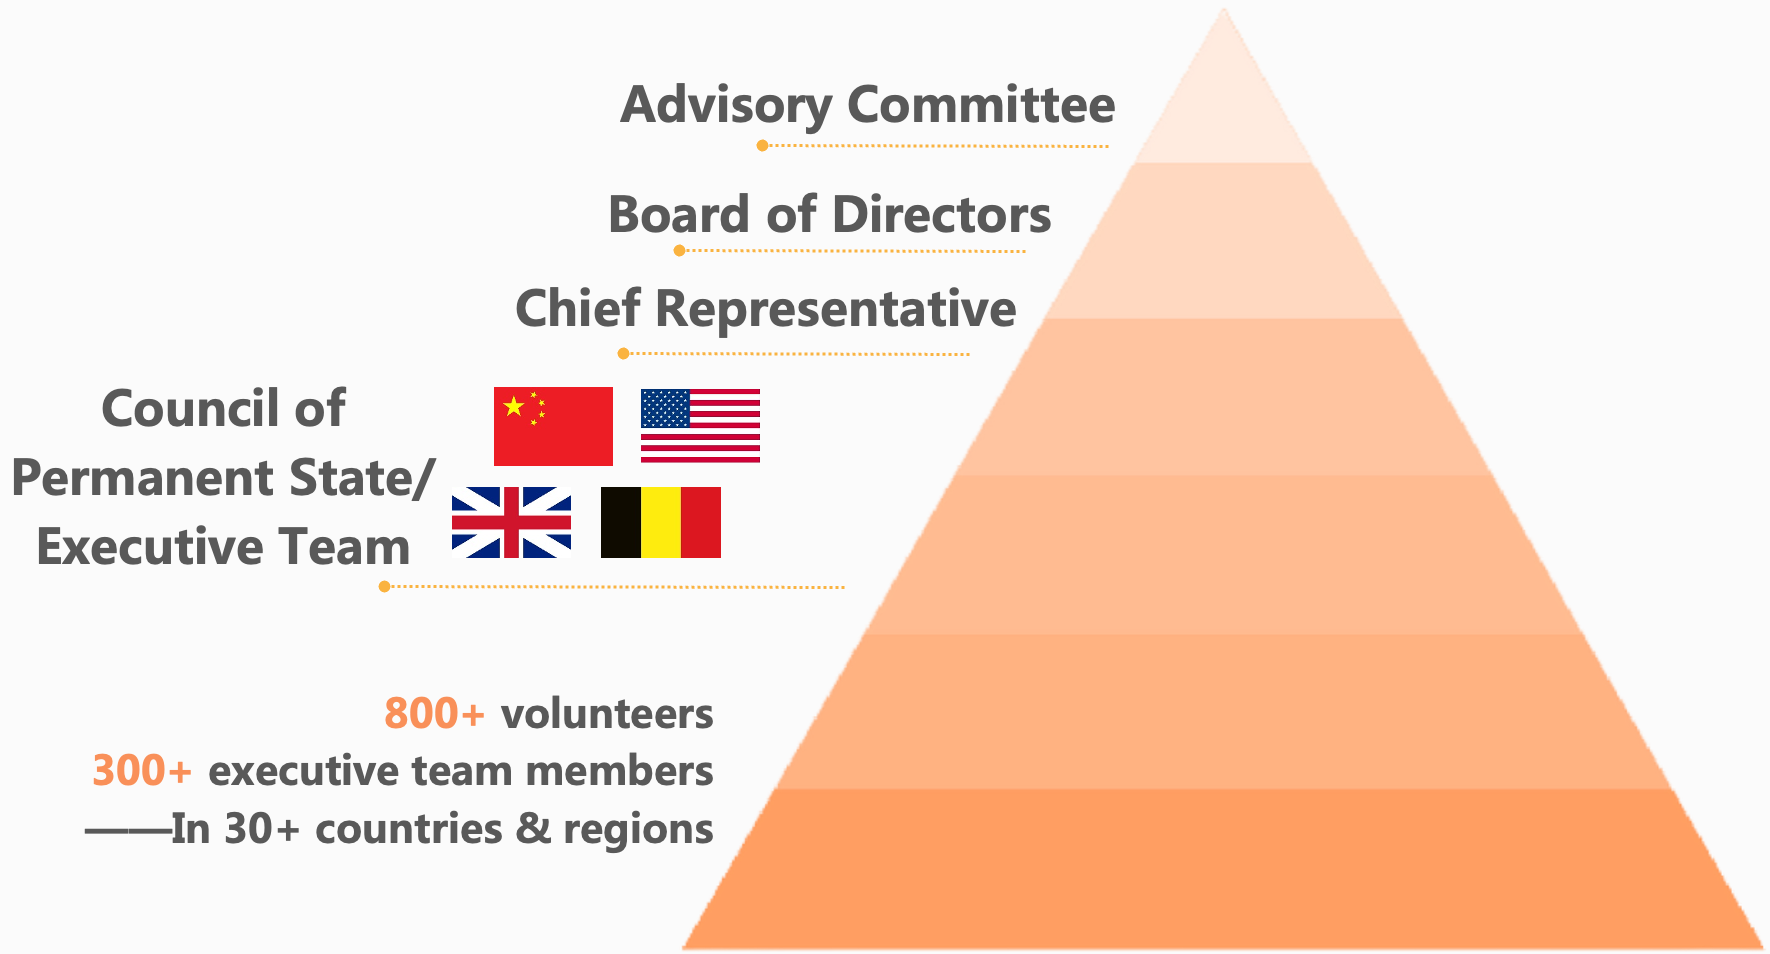 Advisory Committee
Board of Directors
Chief Representative
Council of
Permanent State/
Executive Team
800+ volunteers
300+ executive team members
——In 30+ countries & regions